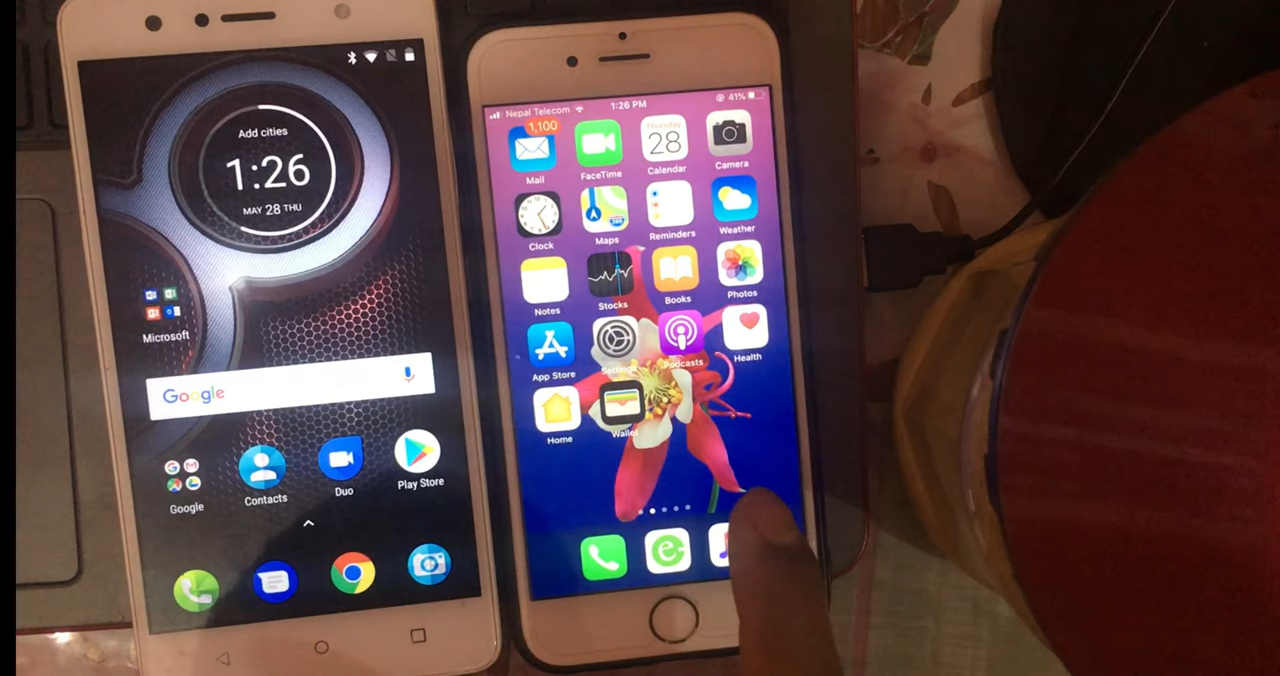 Add cities
1:26
MAY 28 THU
Microsoft
Google
Google
Contacts
Duo
Play Store
Nepal Telecom
1:26 PM
41%
1,100
Thursday
28
Mail
FaceTime
Calendar
Camera
Clock
Maps
Reminders
Weather
Notes
Stocks
Books
Photos
App Store
Settings
Podcasts
Health
Home
Wallet